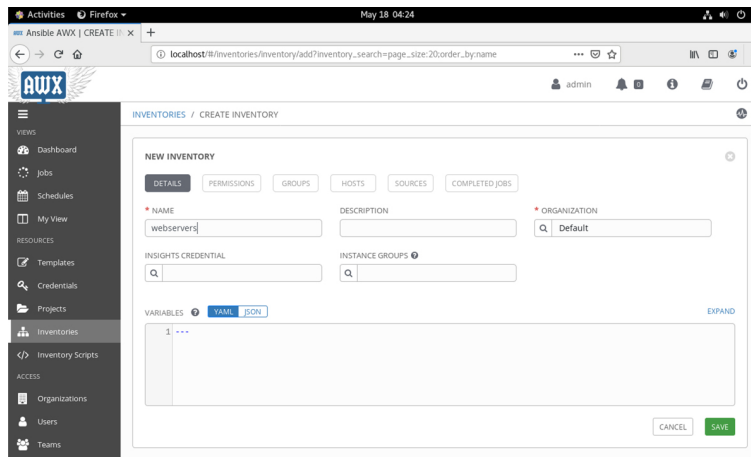 Activities Firefox May 18 04:24
Ansible AWX | CREATE IN
localhost/#/inventories/inventory/add?inventory_search=page_size:20;order_by:name
AWX admin 0
INVENTORIES / CREATE INVENTORY
VIEWS
Dashboard
Jobs
Schedules
My View
RESOURCES
Templates
Credentials
Projects
Inventories
Inventory Scripts
ACCESS
Organizations
Users
Teams
NEW INVENTORY
DETAILS PERMISSIONS GROUPS HOSTS SOURCES COMPLETED JOBS
* NAME DESCRIPTION * ORGANIZATION
webservers Default
INSIGHTS CREDENTIAL INSTANCE GROUPS
VARIABLES YAML JSON EXPAND
1 ---
CANCEL SAVE